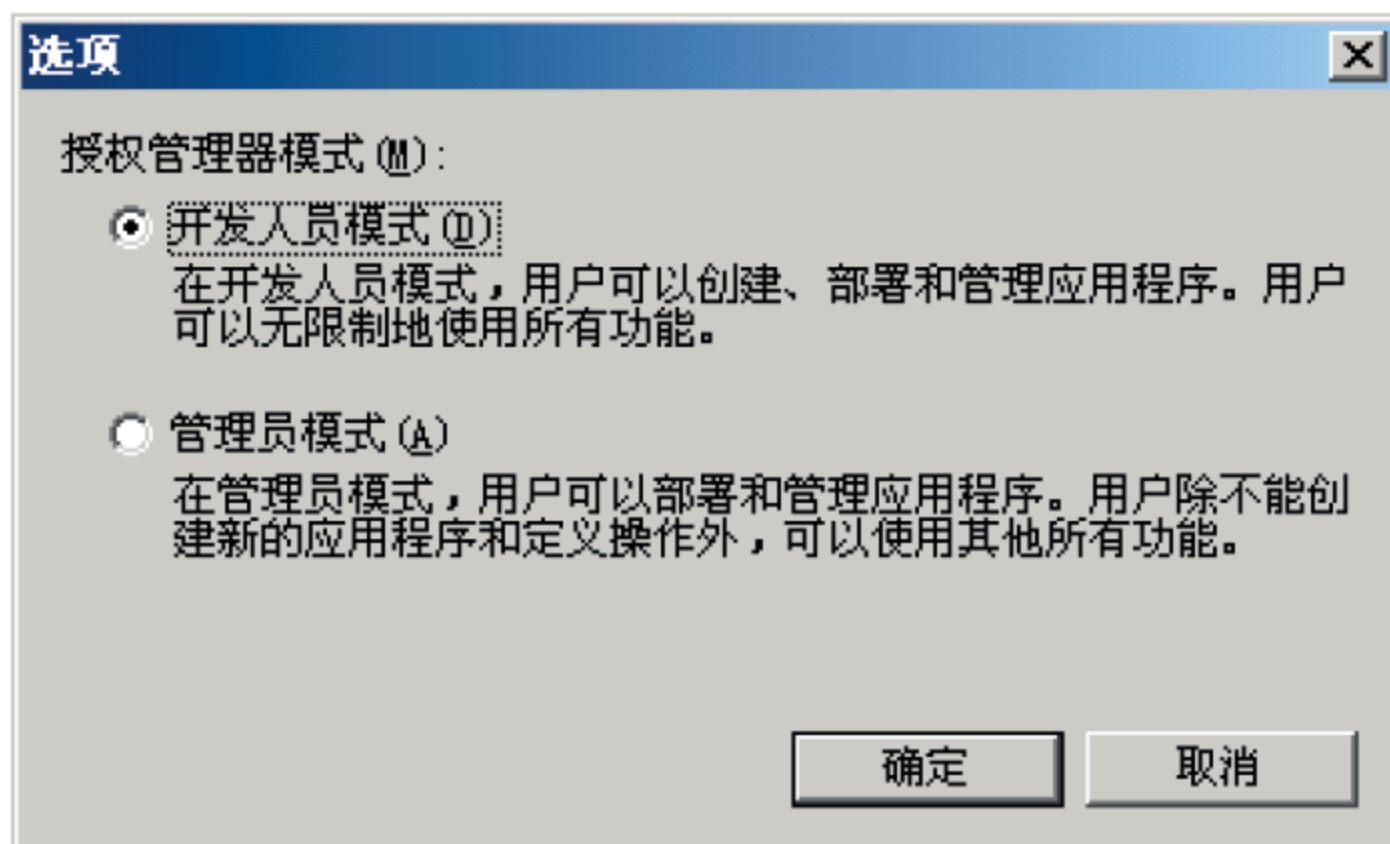 选项
授权管理器模式(M):
开发人员模式(D)
在开发人员模式，用户可以创建、部署和管理应用程序。用户
可以无限制地使用所有功能。
管理员模式(A)
在管理员模式，用户可以部署和管理应用程序。用户除不能创
建新的应用程序和定义操作外，可以使用其他所有功能。
确定 取消